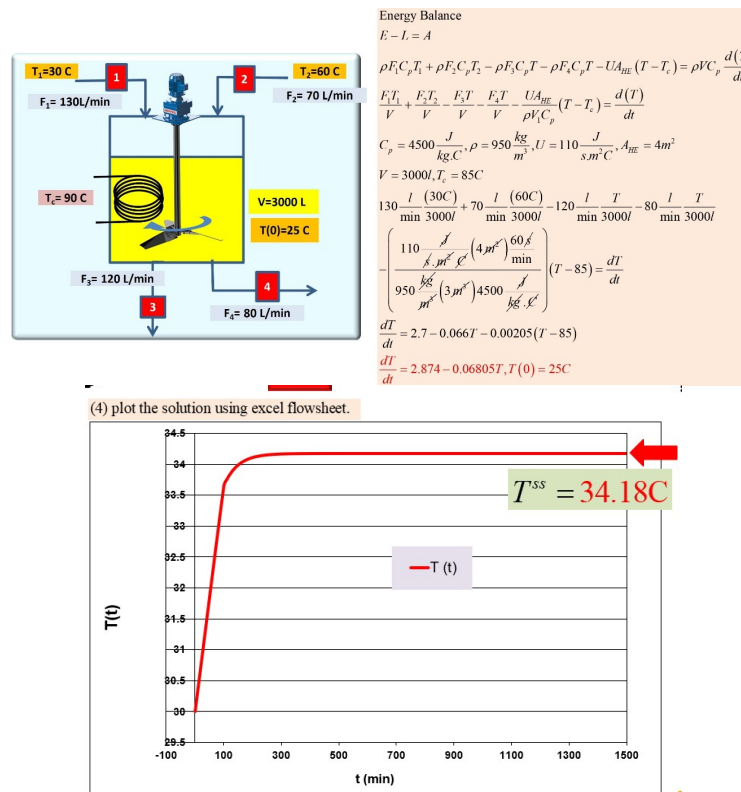 T₁=30 C
1
2
T₂=60 C
F₁= 130L/min
F₂= 70 L/min
T꜀= 90 C
V=3000 L
T(0)=25 C
F₃= 120 L/min
4
3
F₄= 80 L/min
Energy Balance
E − L = A
ρF₁CₚT₁ + ρF₂CₚT₂ − ρF₃CₚT − ρF₄CₚT − UA_HE (T − T꜀) = ρVCₚ d(
F₁T₁/V + F₂T₂/V − F₃T/V − F₄T/V − UA_HE/ρV₁Cₚ (T − T꜀) = d(T)/dt
Cₚ = 4500 J/kg.C, ρ = 950 kg/m³, U = 110 J/s.m²C, A_HE = 4m²
V = 3000l, T꜀ = 85C
130 l/min (30C)/3000l + 70 l/min (60C)/3000l − 120 l/min T/3000l − 80 l/min T/3000l
−(110 J/s.m² C (4 m²) 60 s/min / 950 kg/m³ (3 m³) 4500 J/kg.C) (T − 85) = dT/dt
dT/dt = 2.7 − 0.066T − 0.00205(T − 85)
dT/dt = 2.874 − 0.06805T, T(0) = 25C
(4) plot the solution using excel flowsheet.
34.5
34
33.5
33
32.5
32
31.5
31
30.5
30
29.5
T(t)
Tˢˢ = 34.18C
T (t)
-100 100 300 500 700 900 1100 1300 1500
t (min)